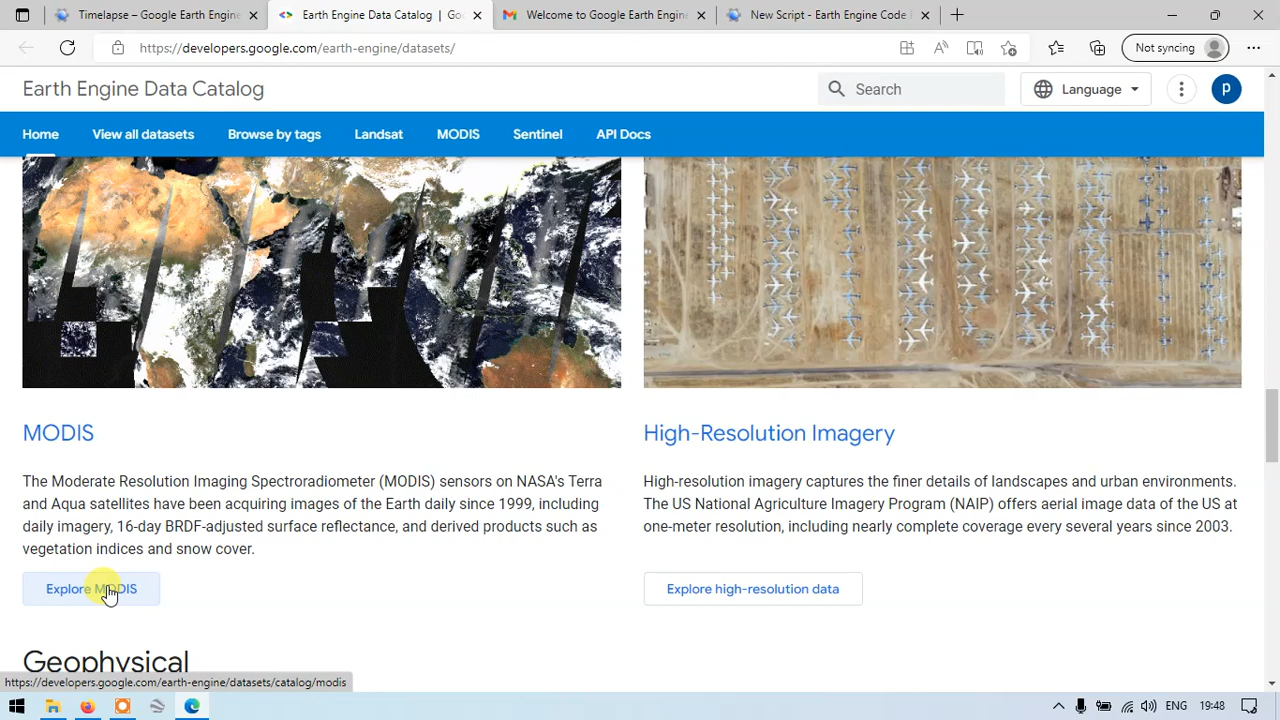 Timelapse – Google Earth Engine
Earth Engine Data Catalog | Go
Welcome to Google Earth Engin
New Script - Earth Engine Code
https://developers.google.com/earth-engine/datasets/
Not syncing
Earth Engine Data Catalog
Search
Language
p
Home
View all datasets
Browse by tags
Landsat
MODIS
Sentinel
API Docs
MODIS
The Moderate Resolution Imaging Spectroradiometer (MODIS) sensors on NASA's Terra
and Aqua satellites have been acquiring images of the Earth daily since 1999, including
daily imagery, 16-day BRDF-adjusted surface reflectance, and derived products such as
vegetation indices and snow cover.
Explore MODIS
High-Resolution Imagery
High-resolution imagery captures the finer details of landscapes and urban environments.
The US National Agriculture Imagery Program (NAIP) offers aerial image data of the US at
one-meter resolution, including nearly complete coverage every several years since 2003.
Explore high-resolution data
Geophysical
https://developers.google.com/earth-engine/datasets/catalog/modis
ENG
19:48